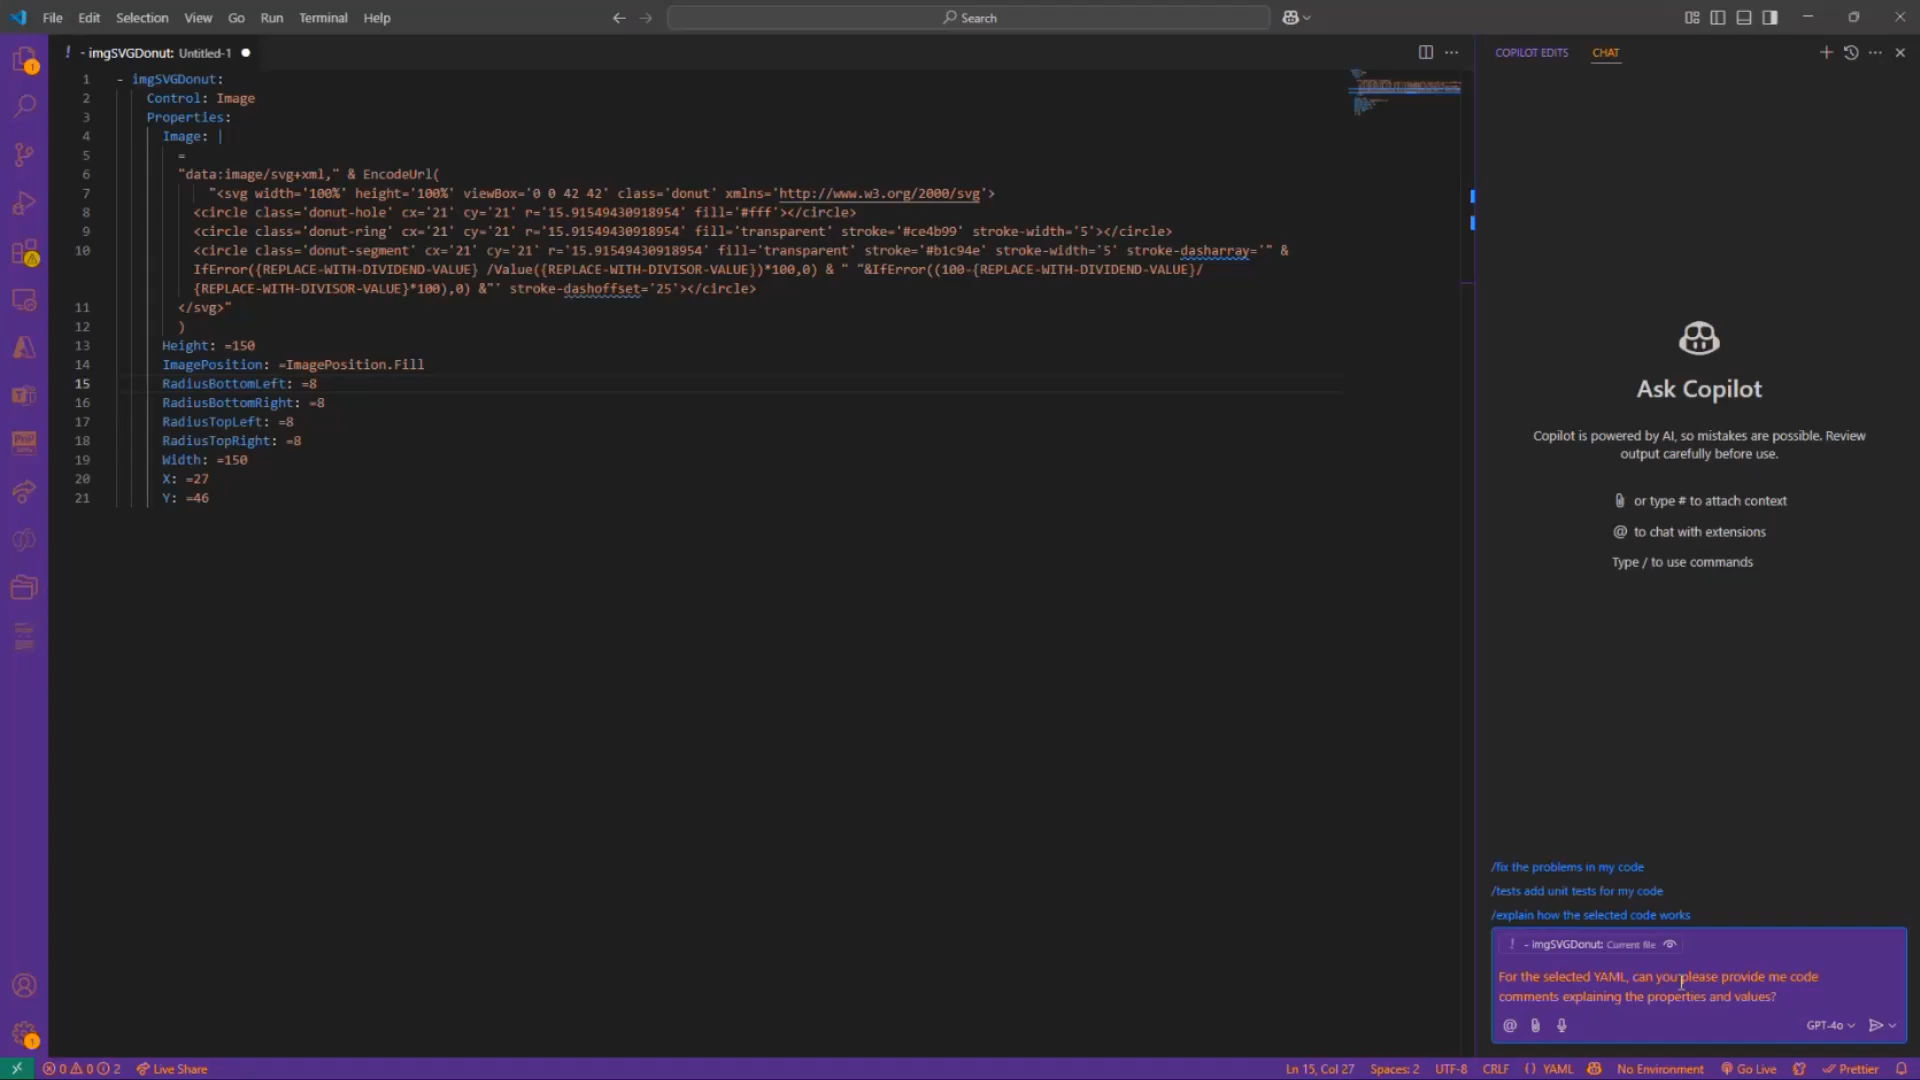 File Edit Selection View Go Run Terminal Help
Search
! - imgSVGDonut: Untitled-1
COPILOT EDITS CHAT
1 - imgSVGDonut:
2 Control: Image
3 Properties:
4 Image: |
5 =
6 "data:image/svg+xml," & EncodeUrl(
7 "<svg width='100%' height='100%' viewBox='0 0 42 42' class='donut' xmlns='http://www.w3.org/2000/svg'>
8 <circle class='donut-hole' cx='21' cy='21' r='15.91549430918954' fill='#fff'></circle>
9 <circle class='donut-ring' cx='21' cy='21' r='15.91549430918954' fill='transparent' stroke='#ce4b99' stroke-width='5'></circle>
10 <circle class='donut-segment' cx='21' cy='21' r='15.91549430918954' fill='transparent' stroke='#b1c94e' stroke-width='5' stroke-dasharray='" &
IfError({REPLACE-WITH-DIVIDEND-VALUE} /Value({REPLACE-WITH-DIVISOR-VALUE})*100,0) & " "&IfError((100-{REPLACE-WITH-DIVIDEND-VALUE}/
{REPLACE-WITH-DIVISOR-VALUE}*100),0) &"' stroke-dashoffset='25'></circle>
11 </svg>"
12 )
13 Height: =150
14 ImagePosition: =ImagePosition.Fill
15 RadiusBottomLeft: =8
16 RadiusBottomRight: =8
17 RadiusTopLeft: =8
18 RadiusTopRight: =8
19 Width: =150
20 X: =27
21 Y: =46
Ask Copilot
Copilot is powered by AI, so mistakes are possible. Review
output carefully before use.
or type # to attach context
@ to chat with extensions
Type / to use commands
/fix the problems in my code
/tests add unit tests for my code
/explain how the selected code works
! - imgSVGDonut: Current file
For the selected YAML, can you please provide me code
comments explaining the properties and values?
@ GPT-4o
0 0 2 Live Share Ln 15, Col 27 Spaces: 2 UTF-8 CRLF {} YAML No Environment Go Live Prettier